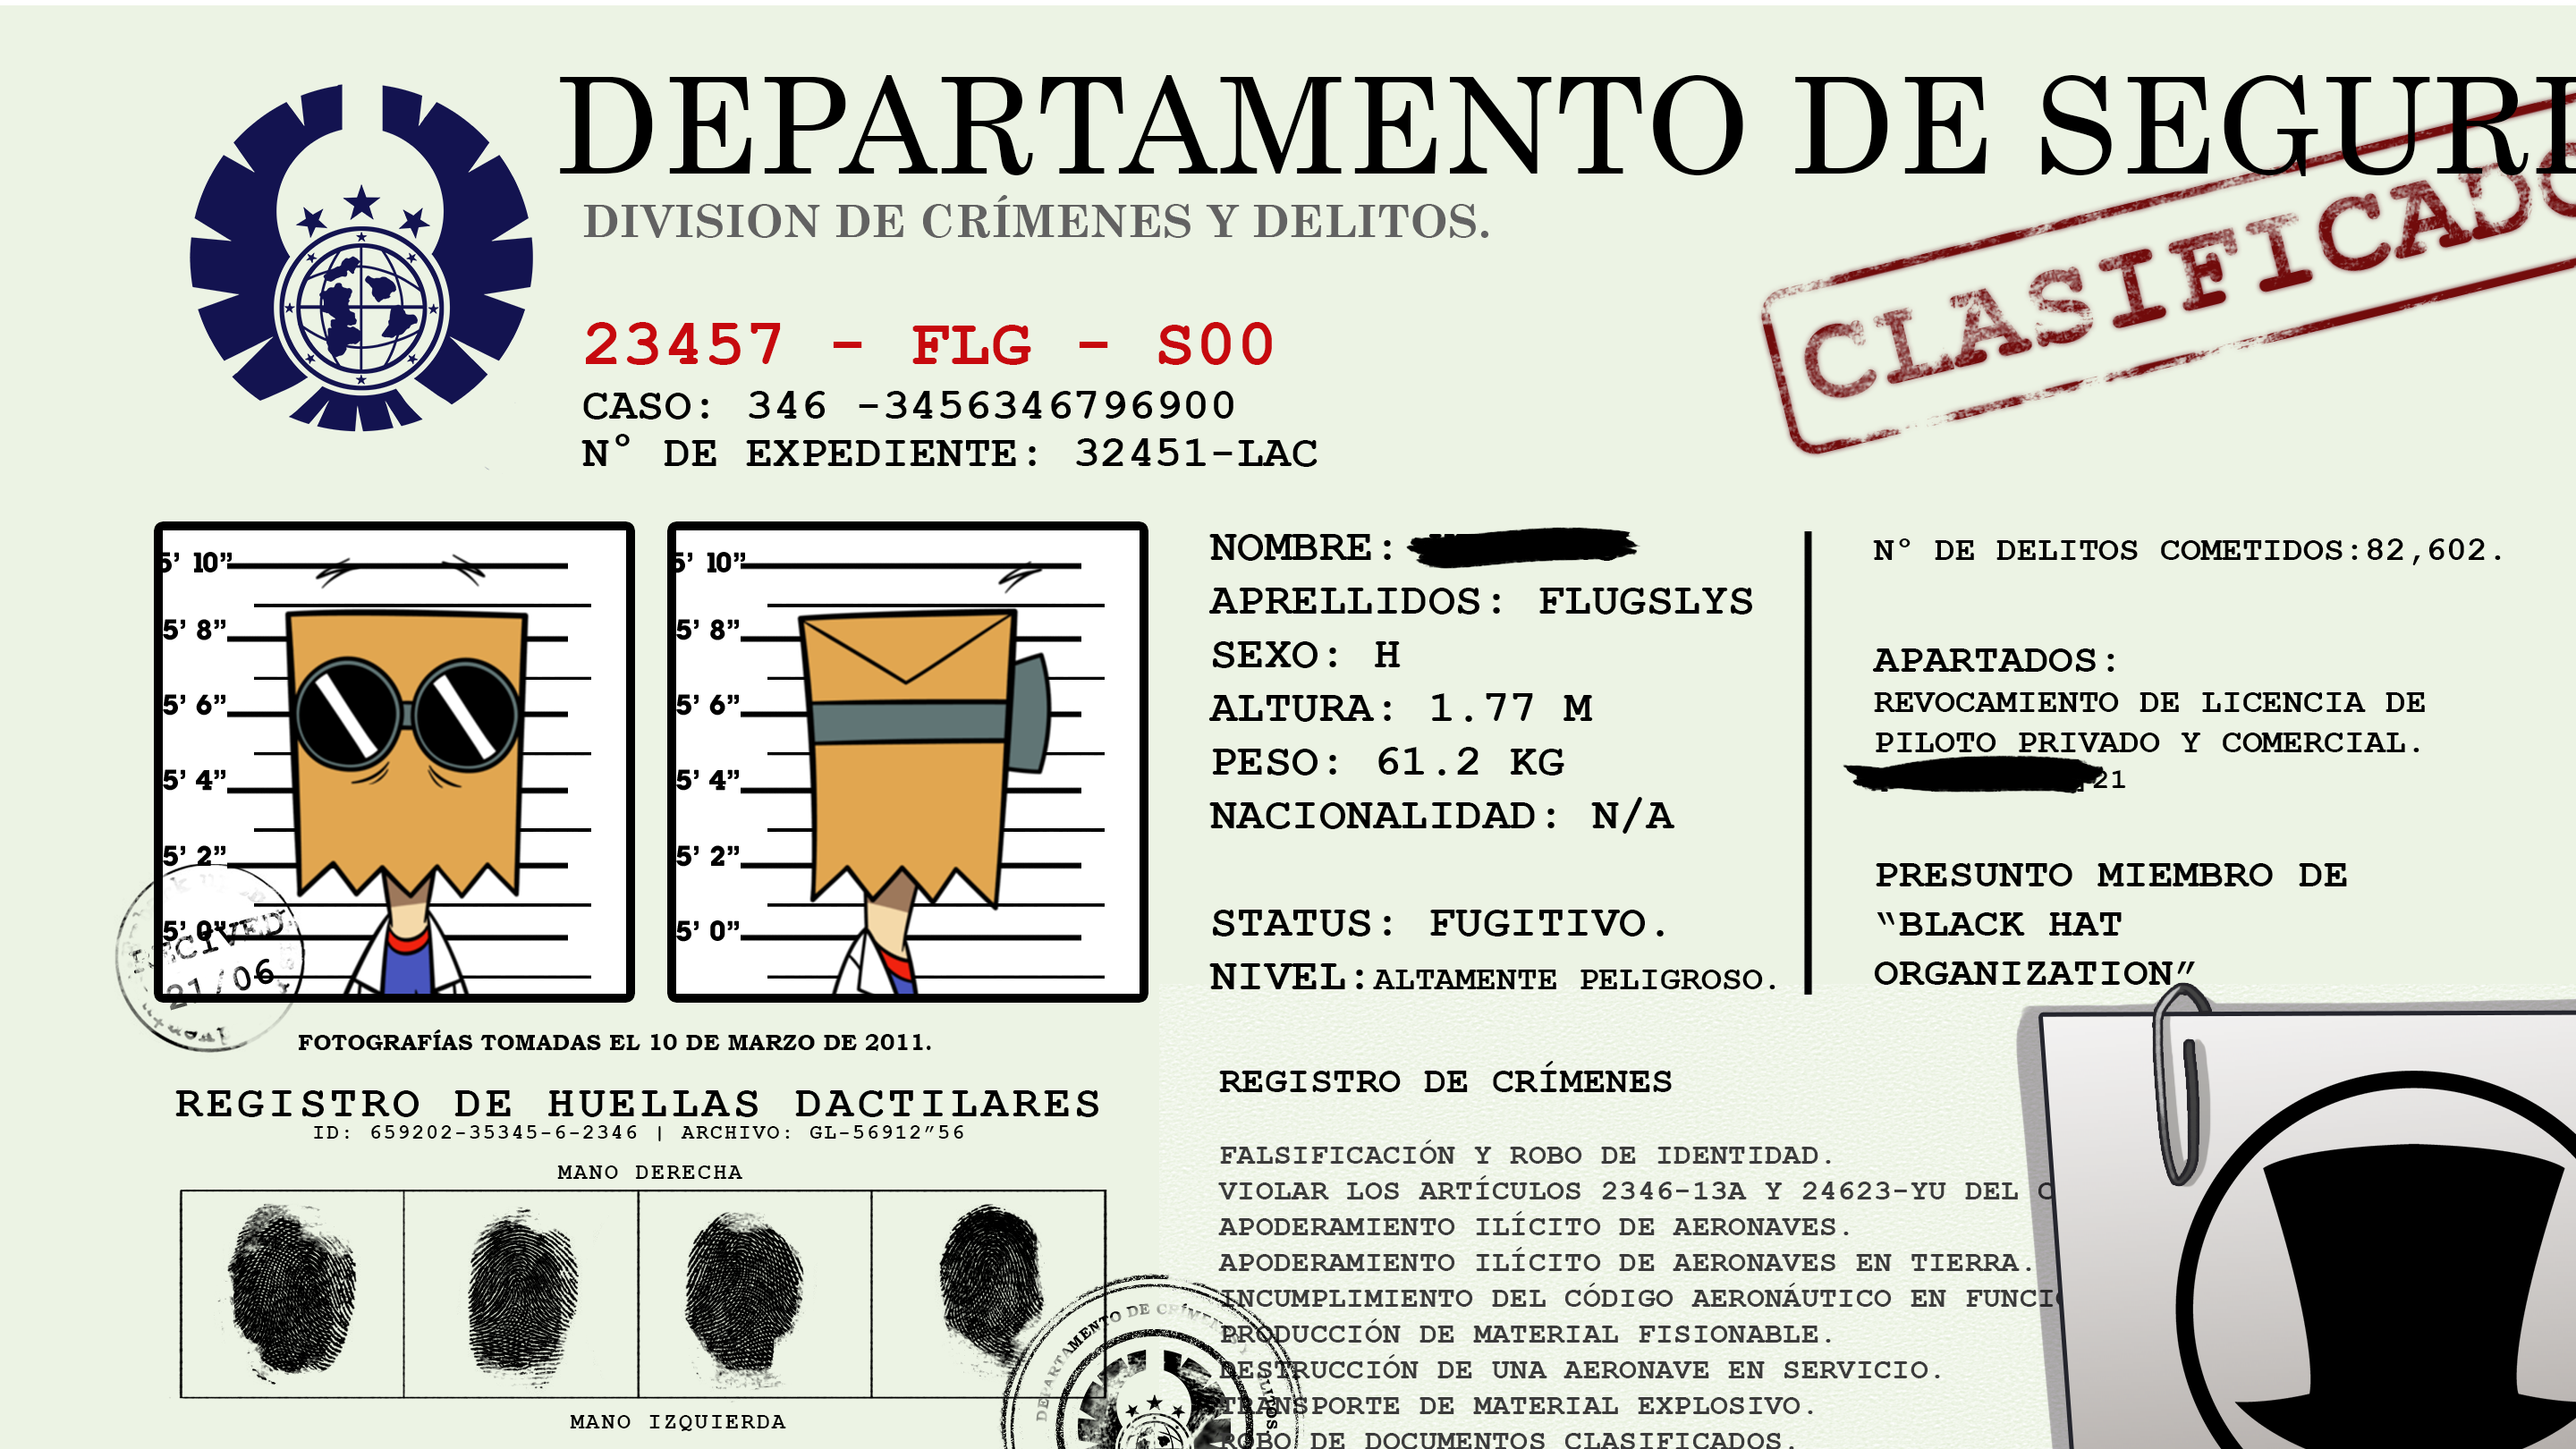 DEPARTAMENTO DE SEGURI
DIVISION DE CRÍMENES Y DELITOS.
CLASIFICADO
23457 - FLG - S00
CASO: 346 -3456346796900
N° DE EXPEDIENTE: 32451-LAC
5' 10"
5' 8"
5' 6"
5' 4"
5' 2"
5' 0"
5' 10"
5' 8"
5' 6"
5' 4"
5' 2"
5' 0"
21/06
FOTOGRAFÍAS TOMADAS EL 10 DE MARZO DE 2011.
NOMBRE:
APRELLIDOS: FLUGSLYS
SEXO: H
ALTURA: 1.77 M
PESO: 61.2 KG
NACIONALIDAD: N/A
STATUS: FUGITIVO.
NIVEL:ALTAMENTE PELIGROSO.
N° DE DELITOS COMETIDOS:82,602.
APARTADOS:
REVOCAMIENTO DE LICENCIA DE
PILOTO PRIVADO Y COMERCIAL.
21
PRESUNTO MIEMBRO DE
“BLACK HAT
ORGANIZATION”
REGISTRO DE HUELLAS DACTILARES
ID: 659202-35345-6-2346 | ARCHIVO: GL-56912”56
MANO DERECHA
MANO IZQUIERDA
REGISTRO DE CRÍMENES
FALSIFICACIÓN Y ROBO DE IDENTIDAD.
VIOLAR LOS ARTÍCULOS 2346-13A Y 24623-YU DEL C
APODERAMIENTO ILÍCITO DE AERONAVES.
APODERAMIENTO ILÍCITO DE AERONAVES EN TIERRA.
INCUMPLIMIENTO DEL CÓDIGO AERONÁUTICO EN FUNCI
PRODUCCIÓN DE MATERIAL FISIONABLE.
DESTRUCCIÓN DE UNA AERONAVE EN SERVICIO.
TRANSPORTE DE MATERIAL EXPLOSIVO.
ROBO DE DOCUMENTOS CLASIFICADOS.
DEPARTAMENTO DE CRÍMENES